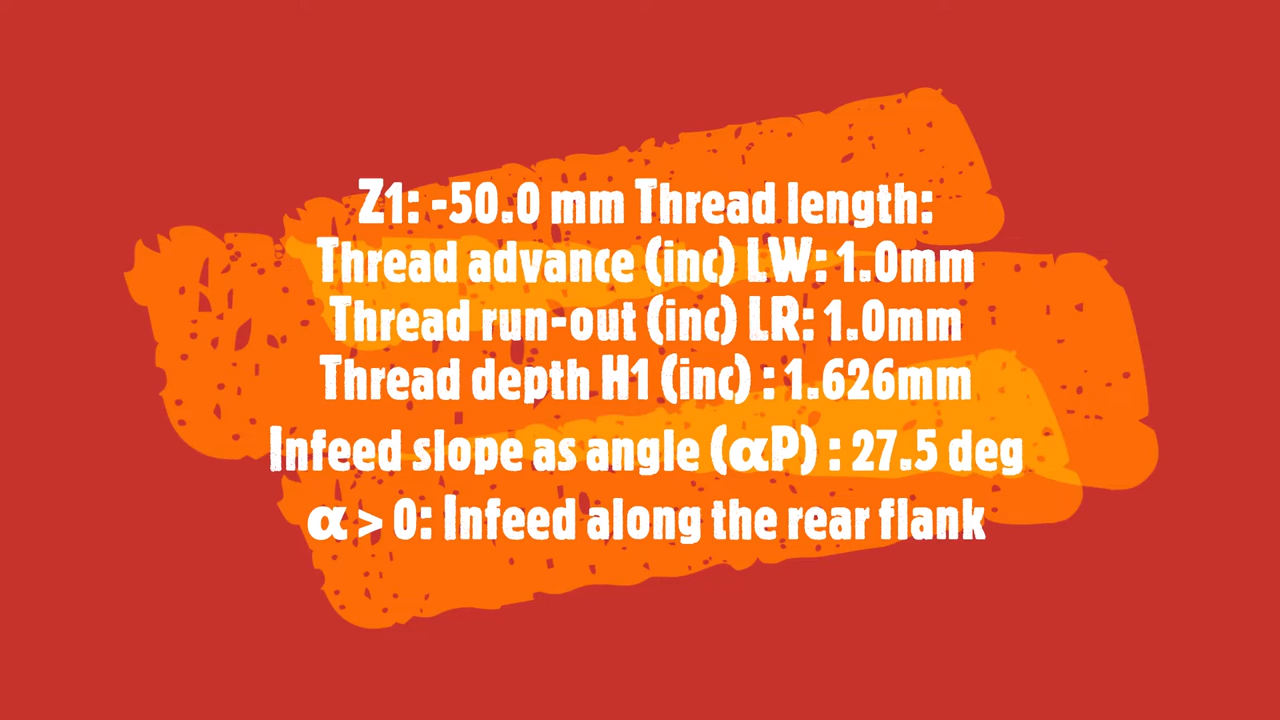 Z1: -50.0 mm Thread length:
Thread advance (inc) LW: 1.0mm
Thread run-out (inc) LR: 1.0mm
Thread depth H1 (inc) : 1.626mm
Infeed slope as angle (αP) : 27.5 deg
α > 0: Infeed along the rear flank